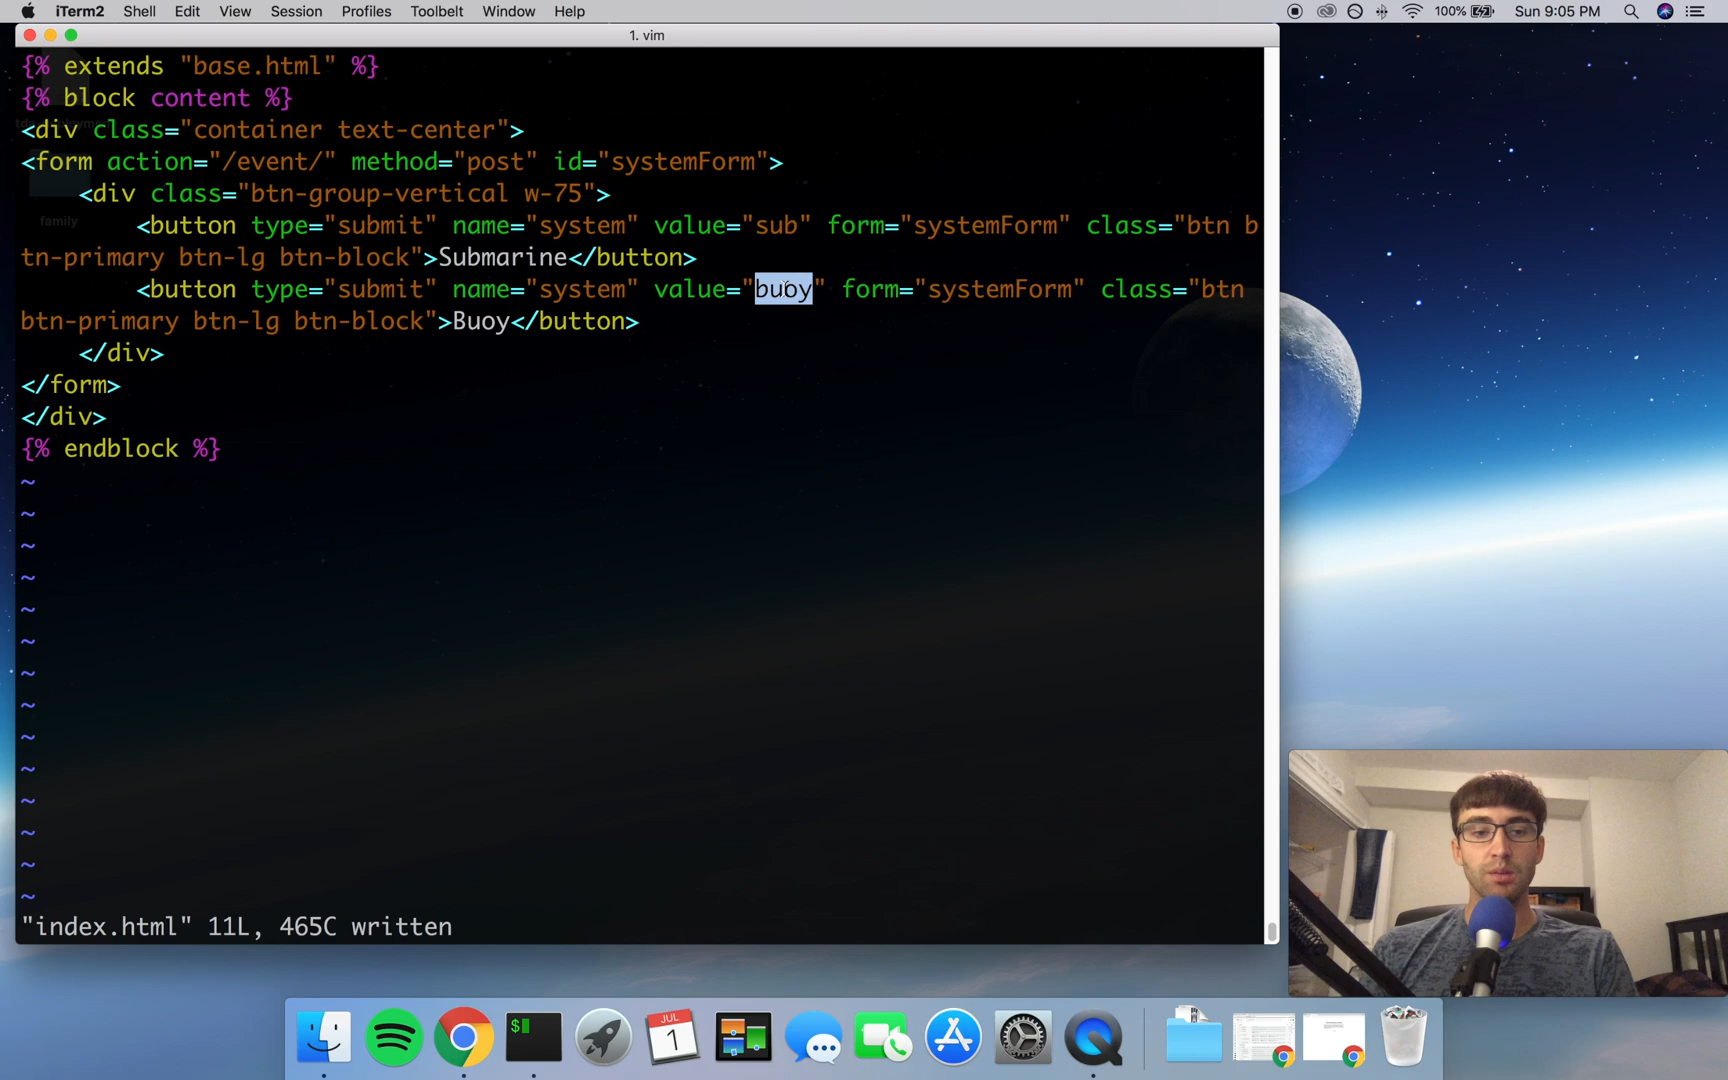 iTerm2 Shell Edit View Session Profiles Toolbelt Window Help 100% Sun 9:05 PM
1. vim
{% extends "base.html" %}
{% block content %}
<div class="container text-center">
<form action="/event/" method="post" id="systemForm">
family
<div class="btn-group-vertical w-75">
<button type="submit" name="system" value="sub" form="systemForm" class="btn b
tn-primary btn-lg btn-block">Submarine</button>
<button type="submit" name="system" value="buoy" form="systemForm" class="btn
btn-primary btn-lg btn-block">Buoy</button>
</div>
</form>
</div>
{% endblock %}
~
~
~
~
~
~
~
~
~
~
~
~
~
~
"index.html" 11L, 465C written
$
JUL
1